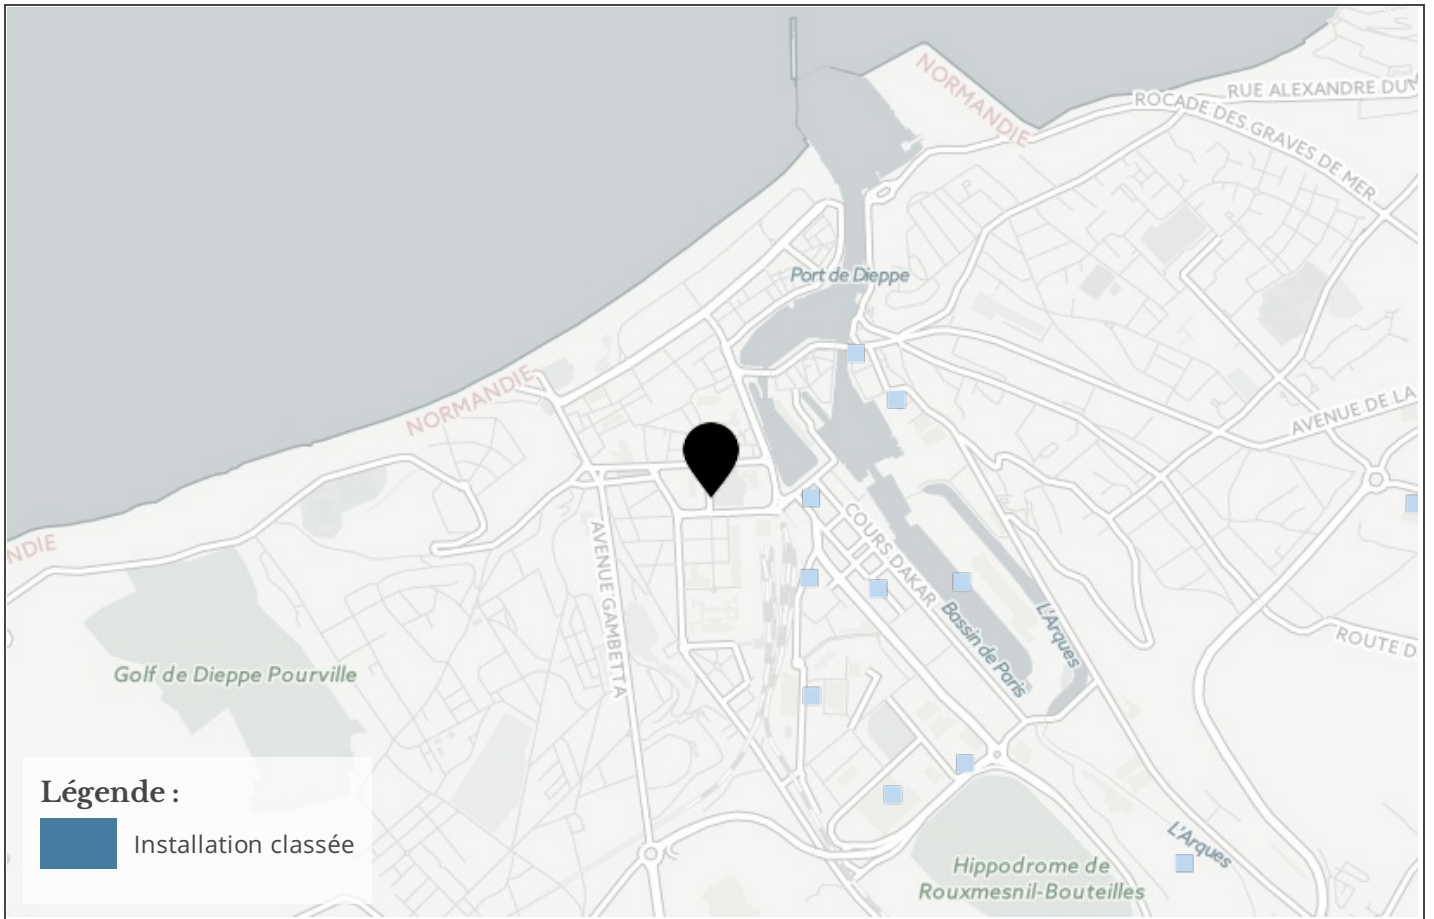 NORMANDIE
RUE ALEXANDRE DUM
ROCADE DES GRAVES DE MER
Port de Dieppe
NORMANDIE
AVENUE DE LA
NDIE
AVENUE GAMBETTA
COURS DAKAR
Bassin de Paris
L'Arques
ROUTE D
Golf de Dieppe Pourville
Légende :
Installation classée
L'Arques
Hippodrome de
Rouxmesnil-Bouteilles